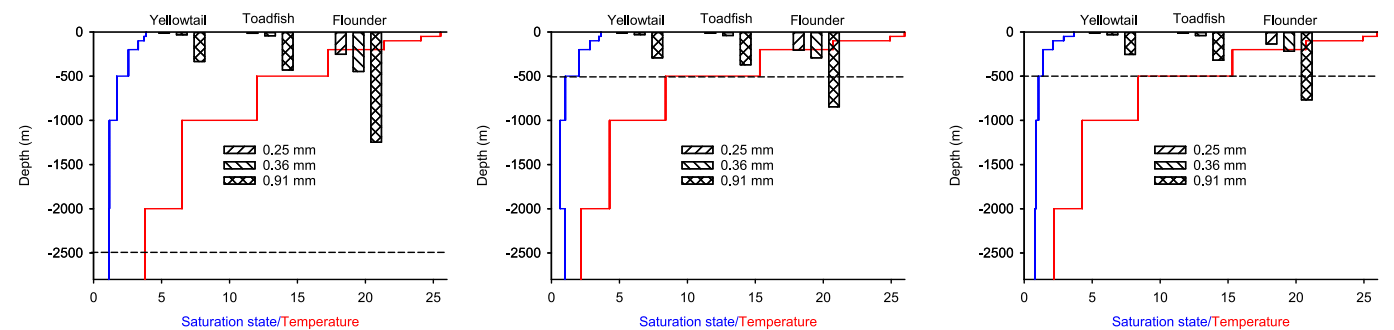 Yellowtail Toadfish Flounder
0
-500
-1000
-1500
-2000
-2500
Depth (m)
0.25 mm
0.36 mm
0.91 mm
0 5 10 15 20 25
Saturation state/Temperature
Yellowtail Toadfish Flounder
0
-500
-1000
-1500
-2000
-2500
Depth (m)
0.25 mm
0.36 mm
0.91 mm
0 5 10 15 20 25
Saturation state/Temperature
Yellowtail Toadfish Flounder
0
-500
-1000
-1500
-2000
-2500
Depth (m)
0.25 mm
0.36 mm
0.91 mm
0 5 10 15 20 25
Saturation state/Temperature